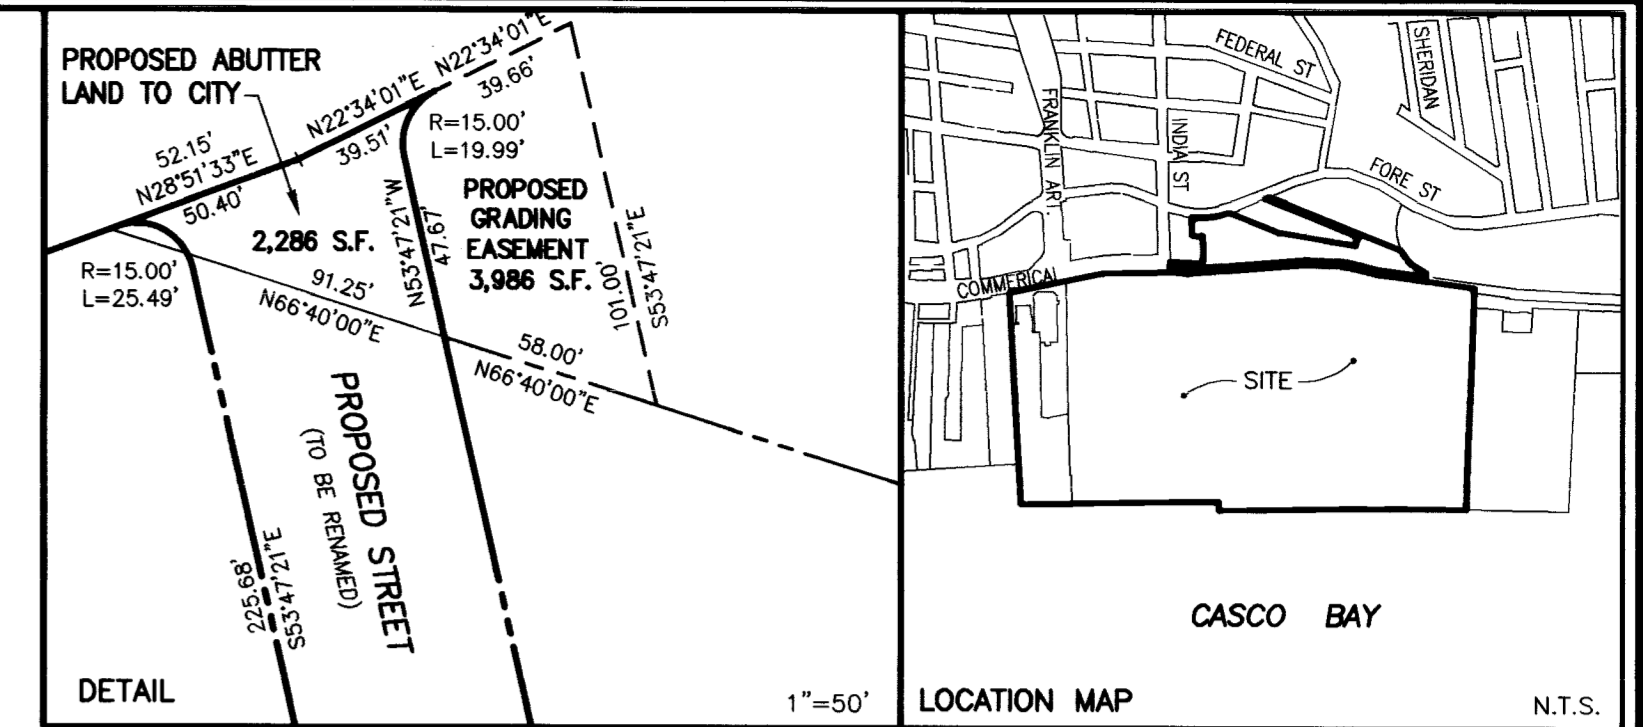 PROPOSED ABUTTER
LAND TO CITY
N22°34'01"E
39.66'
N22°34'01"E
39.51'
52.15'
N28°51'33"E
50.40'
R=15.00'
L=19.99'
PROPOSED
GRADING
EASEMENT
3,986 S.F.
2,286 S.F.
N53°47'21"W
47.67'
101.00'
S53°47'21"E
R=15.00'
L=25.49'
91.25'
N66°40'00"E
58.00'
N66°40'00"E
PROPOSED STREET
(TO BE RENAMED)
225.68'
S53°47'21"E
DETAIL
1"=50'
FEDERAL ST
SHERIDAN
FRANKLIN ART.
INDIA ST
FORE ST
COMMERICAL
SITE
CASCO BAY
LOCATION MAP
N.T.S.